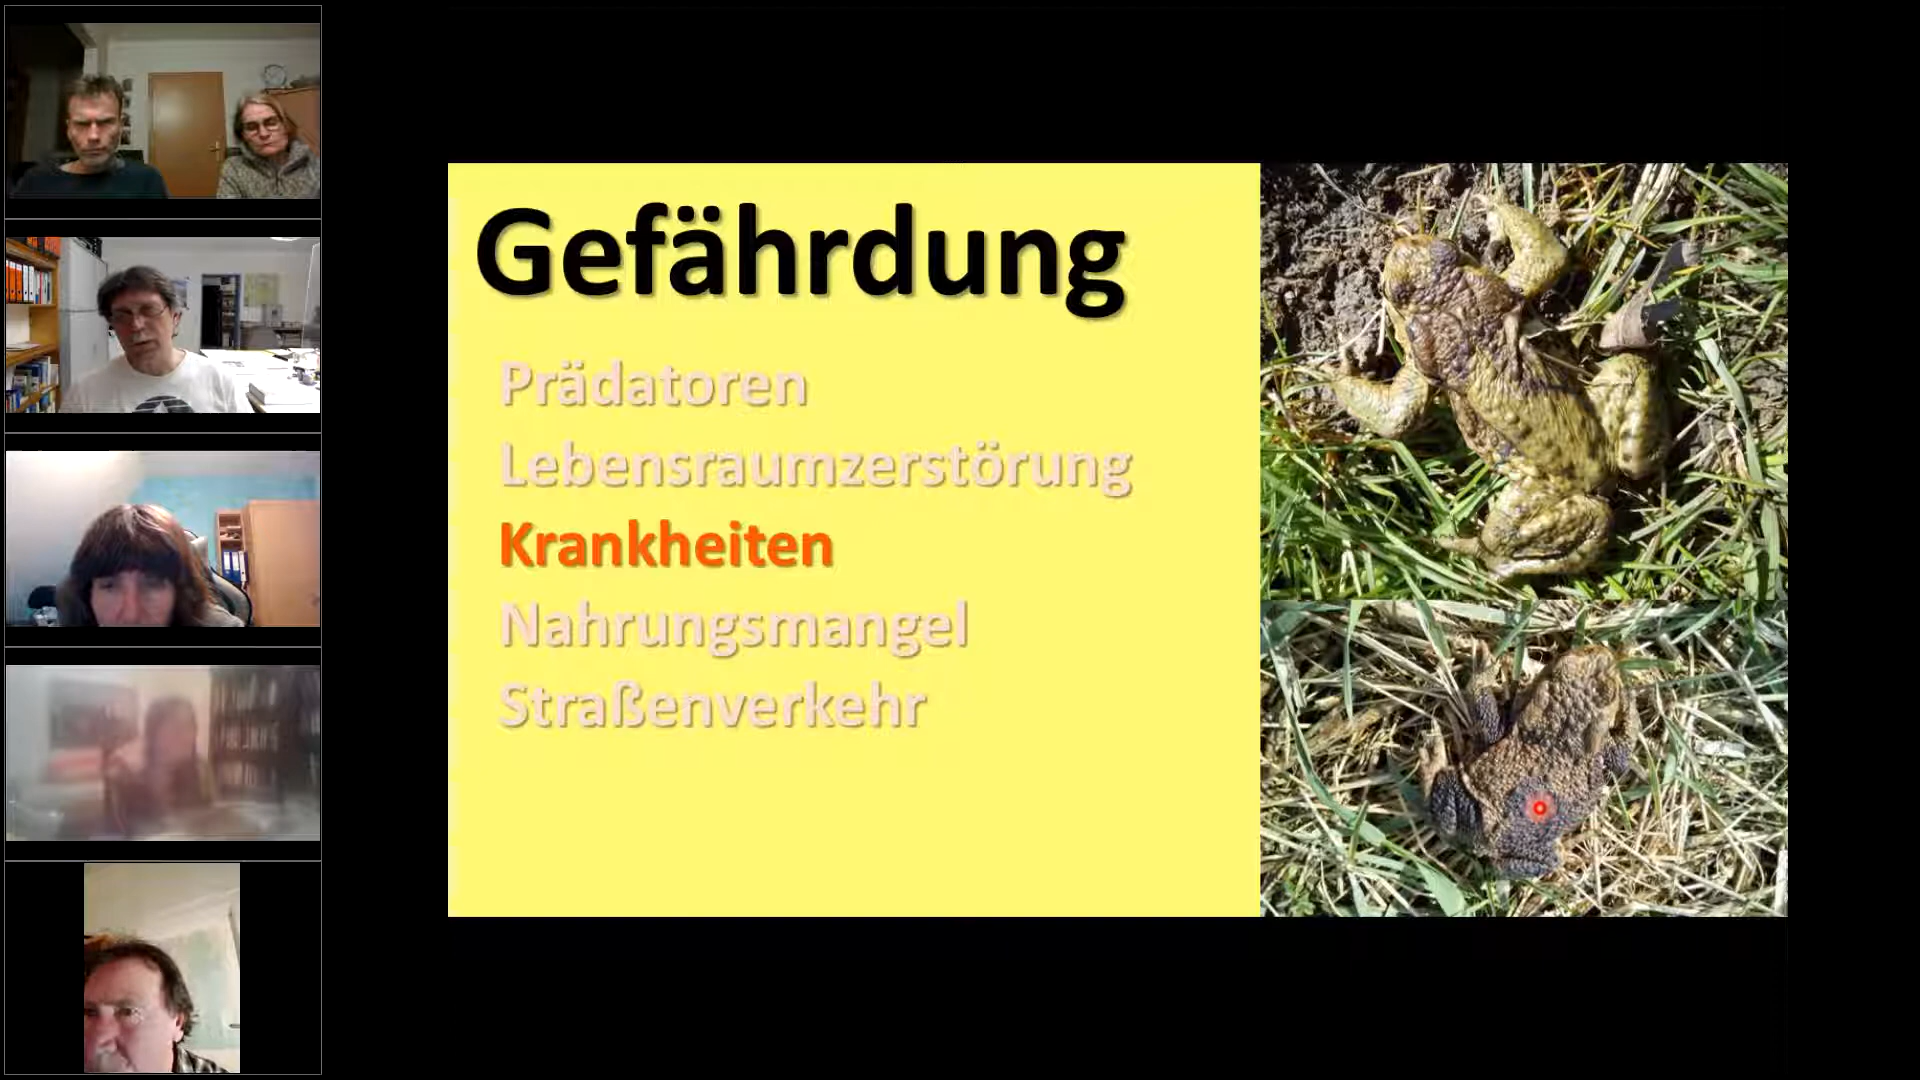 Gefährdung
Prädatoren
Lebensraumzerstörung
Krankheiten
Nahrungsmangel
Straßenverkehr